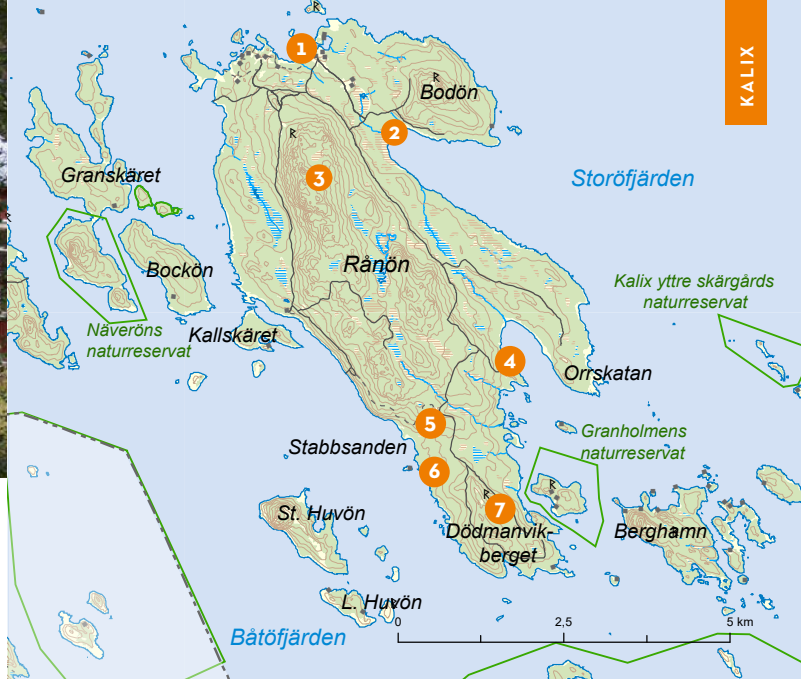 KALIX
1
Bodön
2
Storöfjärden
Granskäret
3
Rånön
Bockön
Kalix yttre skärgårds
naturreservat
Näveröns
naturreservat
Kallskäret
4
Orrskatan
5
Granholmens
naturreservat
Stabbsanden
6
St. Huvön
7
Dödmanvik-
berget
Berghamn
L. Huvön
Båtöfjärden
0
2,5
5 km
R
R
R
R
R
R